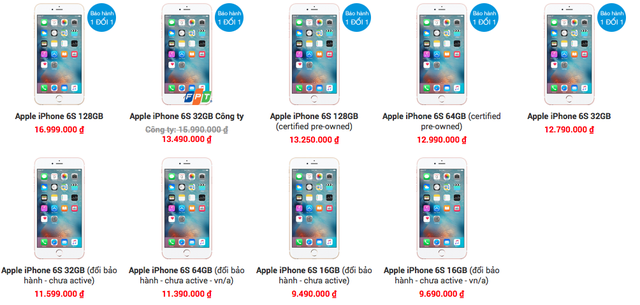 Bảo hành
1 ĐỔI 1
Bảo hành
1 ĐỔI 1
Bảo hành
1 ĐỔI 1
Bảo hành
1 ĐỔI 1
Bảo hành
1 ĐỔI 1
FPT
Apple iPhone 6S 128GB
16.999.000 ₫
Apple iPhone 6S 32GB Công ty
Công ty: 15.990.000 ₫
13.490.000 ₫
Apple iPhone 6S 128GB
(certified pre-owned)
13.250.000 ₫
Apple iPhone 6S 64GB (certified
pre-owned)
12.990.000 ₫
Apple iPhone 6S 32GB
12.790.000 ₫
Apple iPhone 6S 32GB (đổi bảo
hành - chưa active)
11.599.000 ₫
Apple iPhone 6S 64GB (đổi bảo
hành - chưa active - vn/a)
11.390.000 ₫
Apple iPhone 6S 16GB (đổi bảo
hành - chưa active)
9.490.000 ₫
Apple iPhone 6S 16GB (đổi bảo
hành - chưa active - vn/a)
9.690.000 ₫